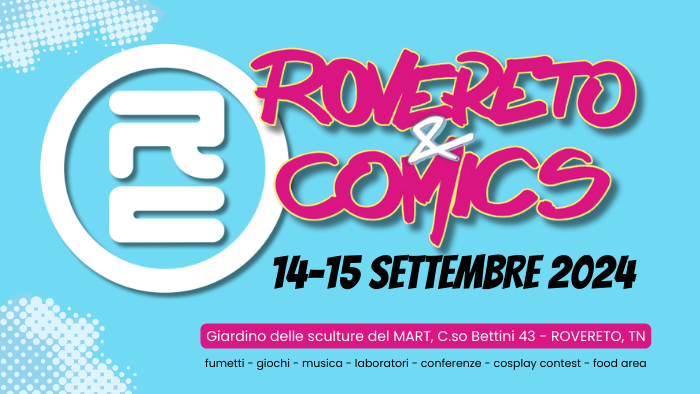 RC
ROVERETO
&
COMICS
14-15 SETTEMBRE 2024
Giardino delle sculture del MART, C.so Bettini 43 - ROVERETO, TN
fumetti - giochi - musica - laboratori - conferenze - cosplay contest - food area